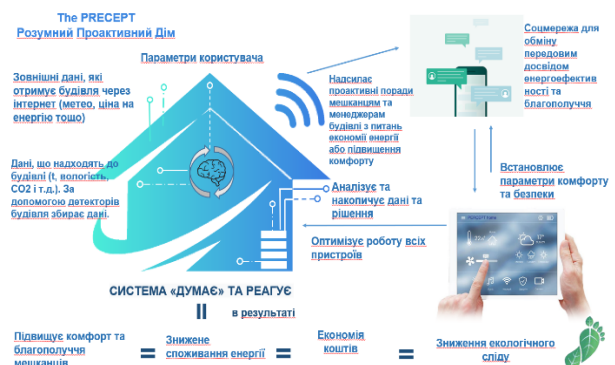 The PRECEPT
Розумний Проактивний Дім
Параметри користувача
Зовнішні дані, які
отримує будівля через
інтернет (метео, ціна на
енергію тощо)
Дані, що надходять до
будівлі (t, вологість,
СО2 і т.д.). За
допомогою детекторів
будівля збирає дані.
Надсилає
проактивні поради
мешканцям та
менеджерам
будівлі з питань
економії енергії
або підвищення
комфорту
Соцмережа для
обміну
передовим
досвідом
енергоефектив
ності та
благополуччя
Аналізує та
накопичує дані та
рішення
Встановлює
параметри комфорту
та безпеки
Оптимізує роботу всіх
пристроїв
СИСТЕМА «ДУМАЄ» ТА РЕАГУЄ
в результаті
Підвищує комфорт та
благополуччя
мешканців
=
Знижене
споживання енергії
=
Економія
коштів
=
Зниження екологічного
сліду